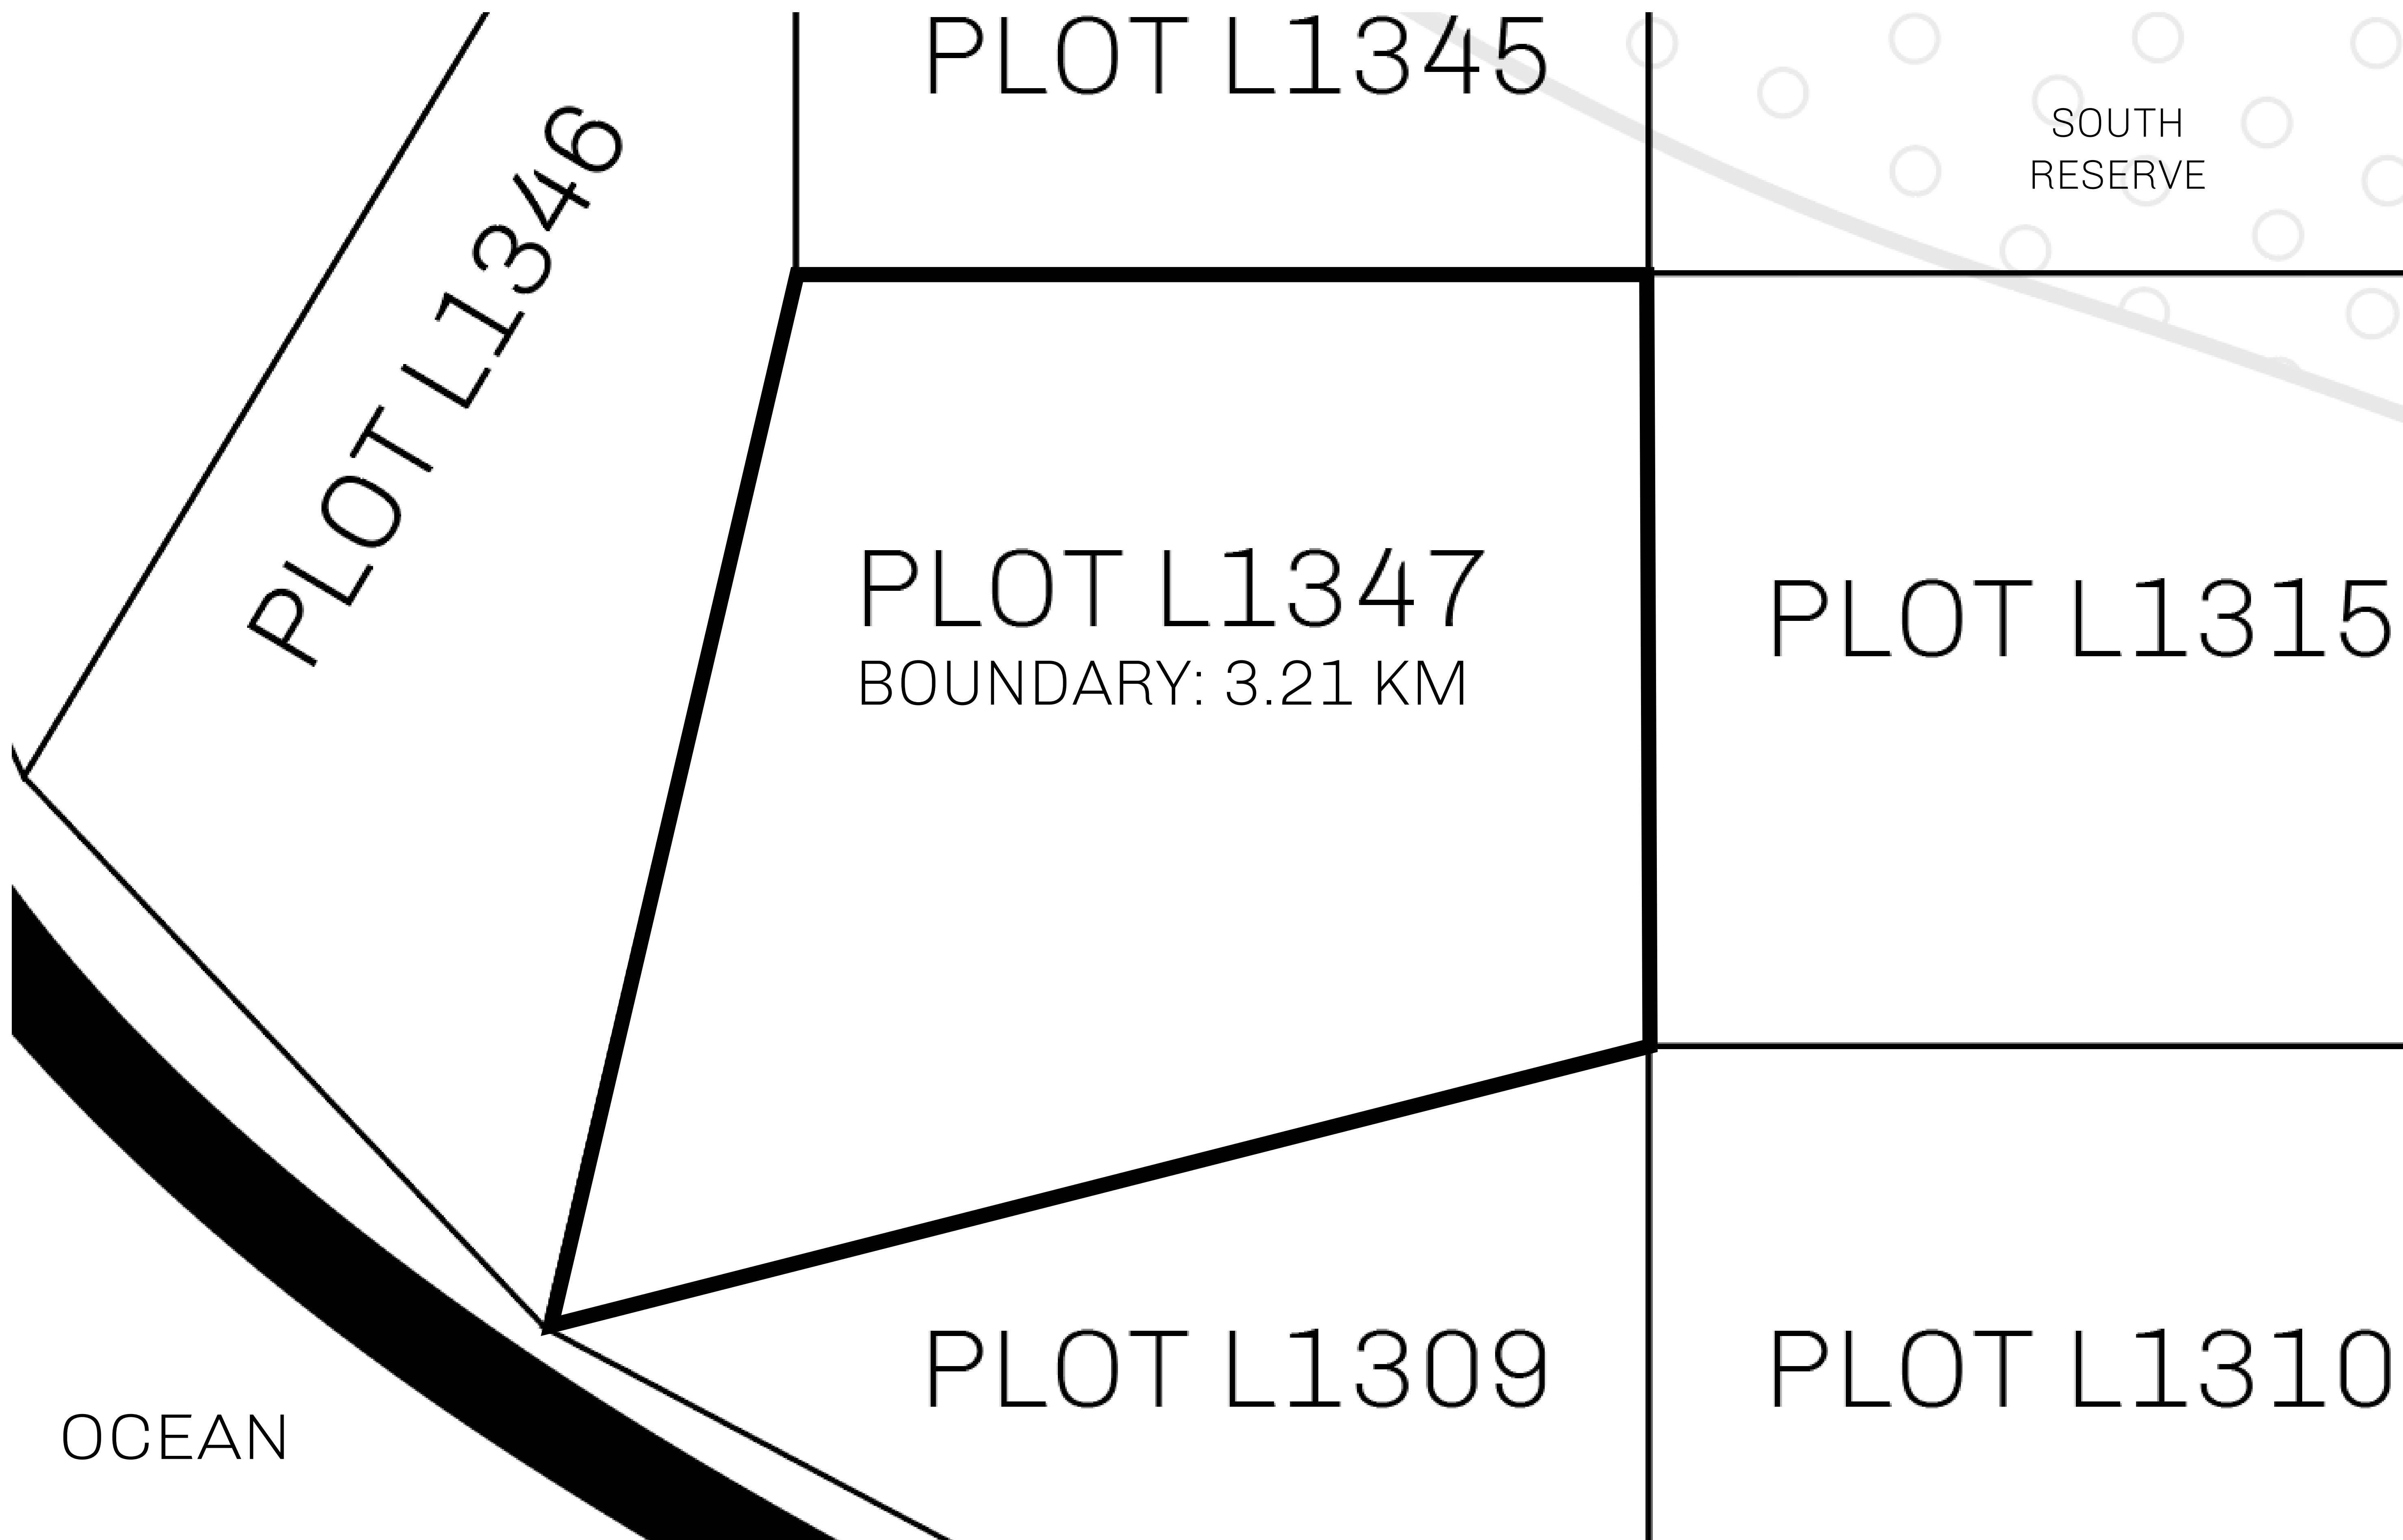 PLOT L1345
SOUTH
RESERVE
PLOT L1346
PLOT L1347
BOUNDARY: 3.21 KM
PLOT L1315
PLOT L1309
PLOT L1310
OCEAN